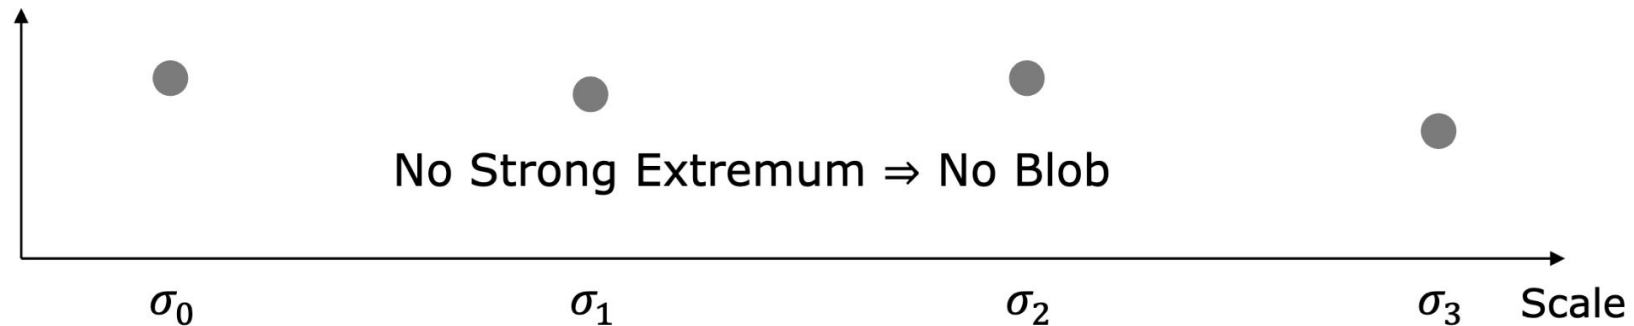 No Strong Extremum ⇒ No Blob
σ₀ σ₁ σ₂ σ₃ Scale